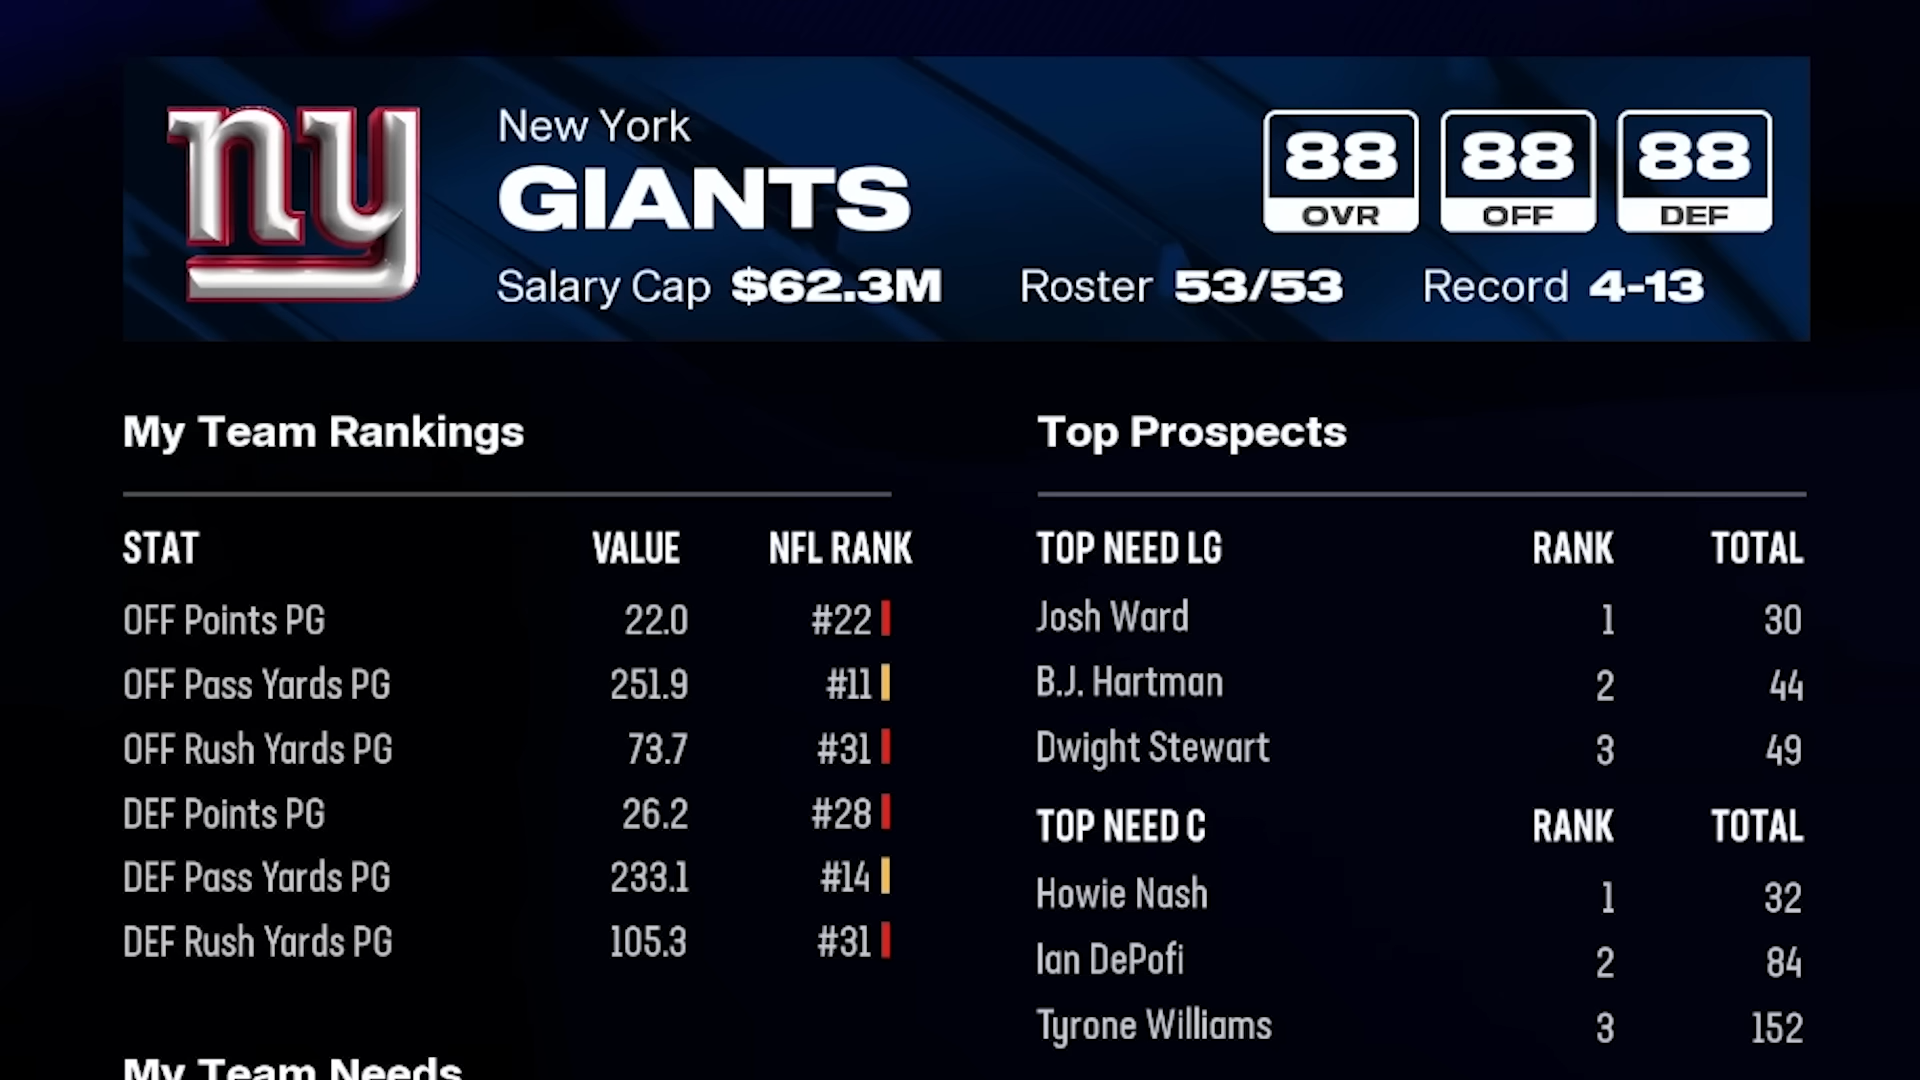 ny
New York
GIANTS
88 OVR 88 OFF 88 DEF
Salary Cap $62.3M Roster 53/53 Record 4-13
My Team Rankings
STAT VALUE NFL RANK
OFF Points PG 22.0 #22
OFF Pass Yards PG 251.9 #11
OFF Rush Yards PG 73.7 #31
DEF Points PG 26.2 #28
DEF Pass Yards PG 233.1 #14
DEF Rush Yards PG 105.3 #31
My Team Needs
Top Prospects
TOP NEED LG RANK TOTAL
Josh Ward 1 30
B.J. Hartman 2 44
Dwight Stewart 3 49
TOP NEED C RANK TOTAL
Howie Nash 1 32
Ian DePofi 2 84
Tyrone Williams 3 152